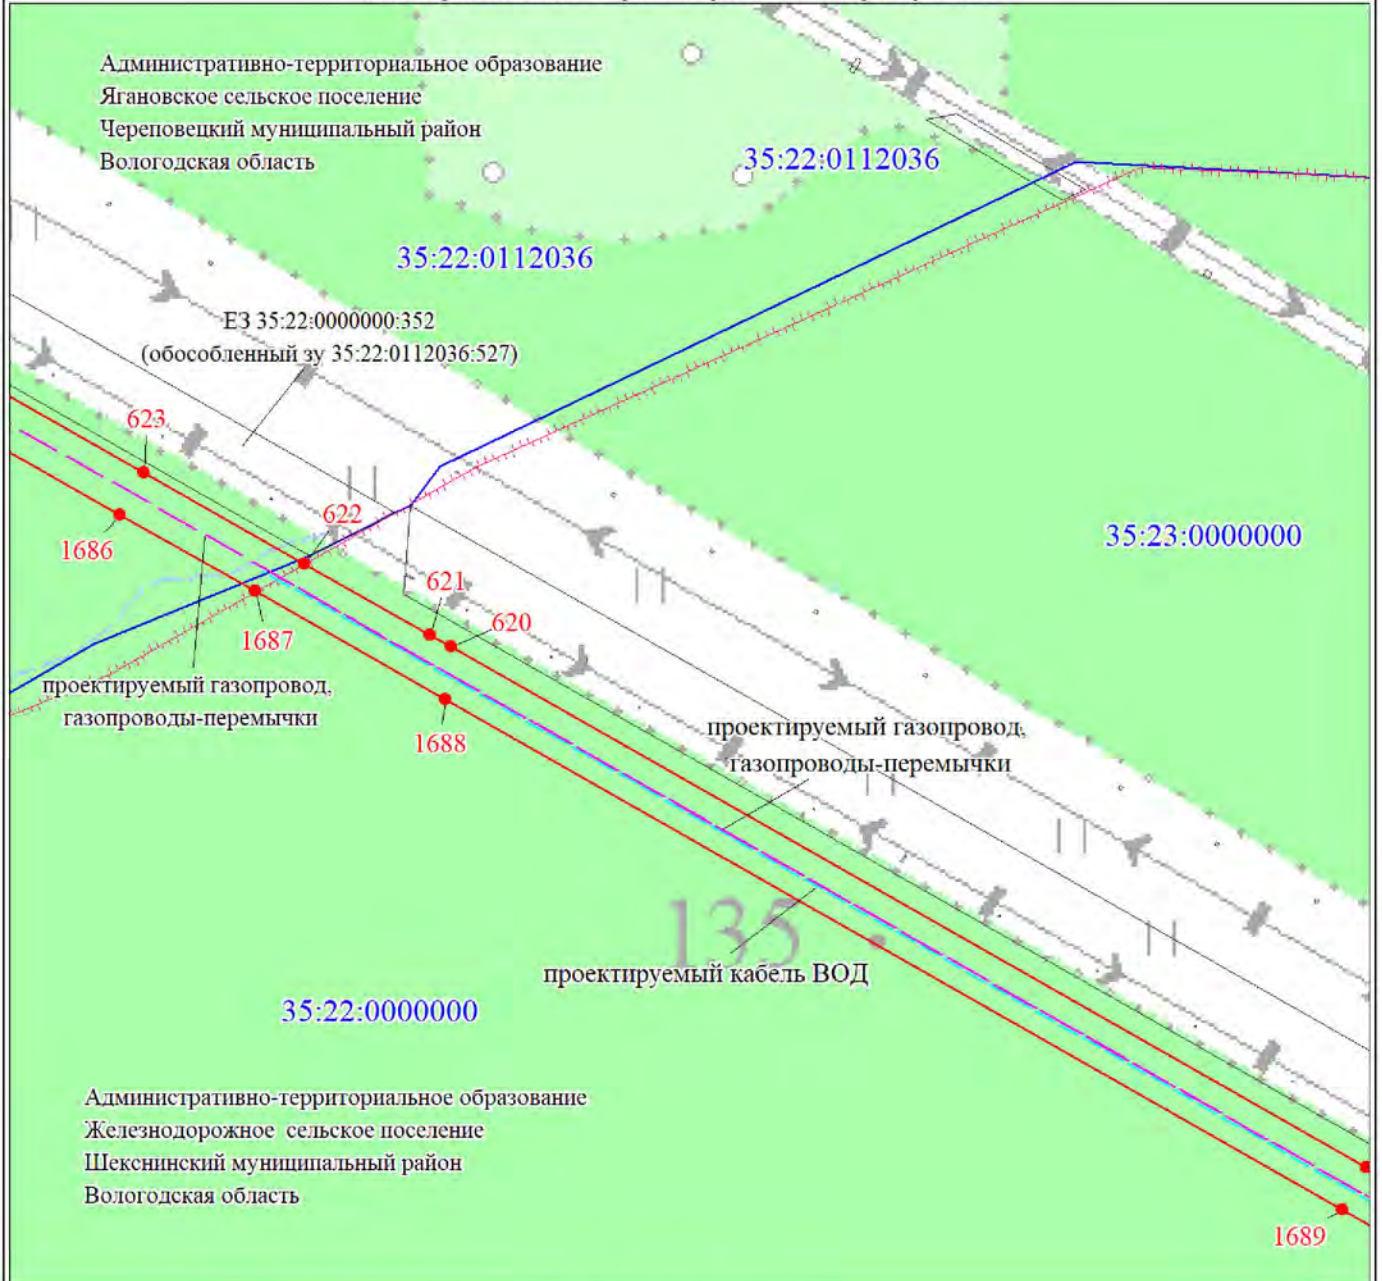 Административно-территориальное образование
Ягановское сельское поселение
Череповецкий муниципальный район
Вологодская область
35:22:0112036
35:22:0112036
ЕЗ 35:22:0000000:352
(обособленный зу 35:22:0112036:527)
623
622
1686
35:23:0000000
621
620
1687
проектируемый газопровод,
газопроводы-перемычки
1688
проектируемый газопровод,
газопроводы-перемычки
135
проектируемый кабель ВОД
35:22:0000000
Административно-территориальное образование
Железнодорожное сельское поселение
Шекснинский муниципальный район
Вологодская область
1689